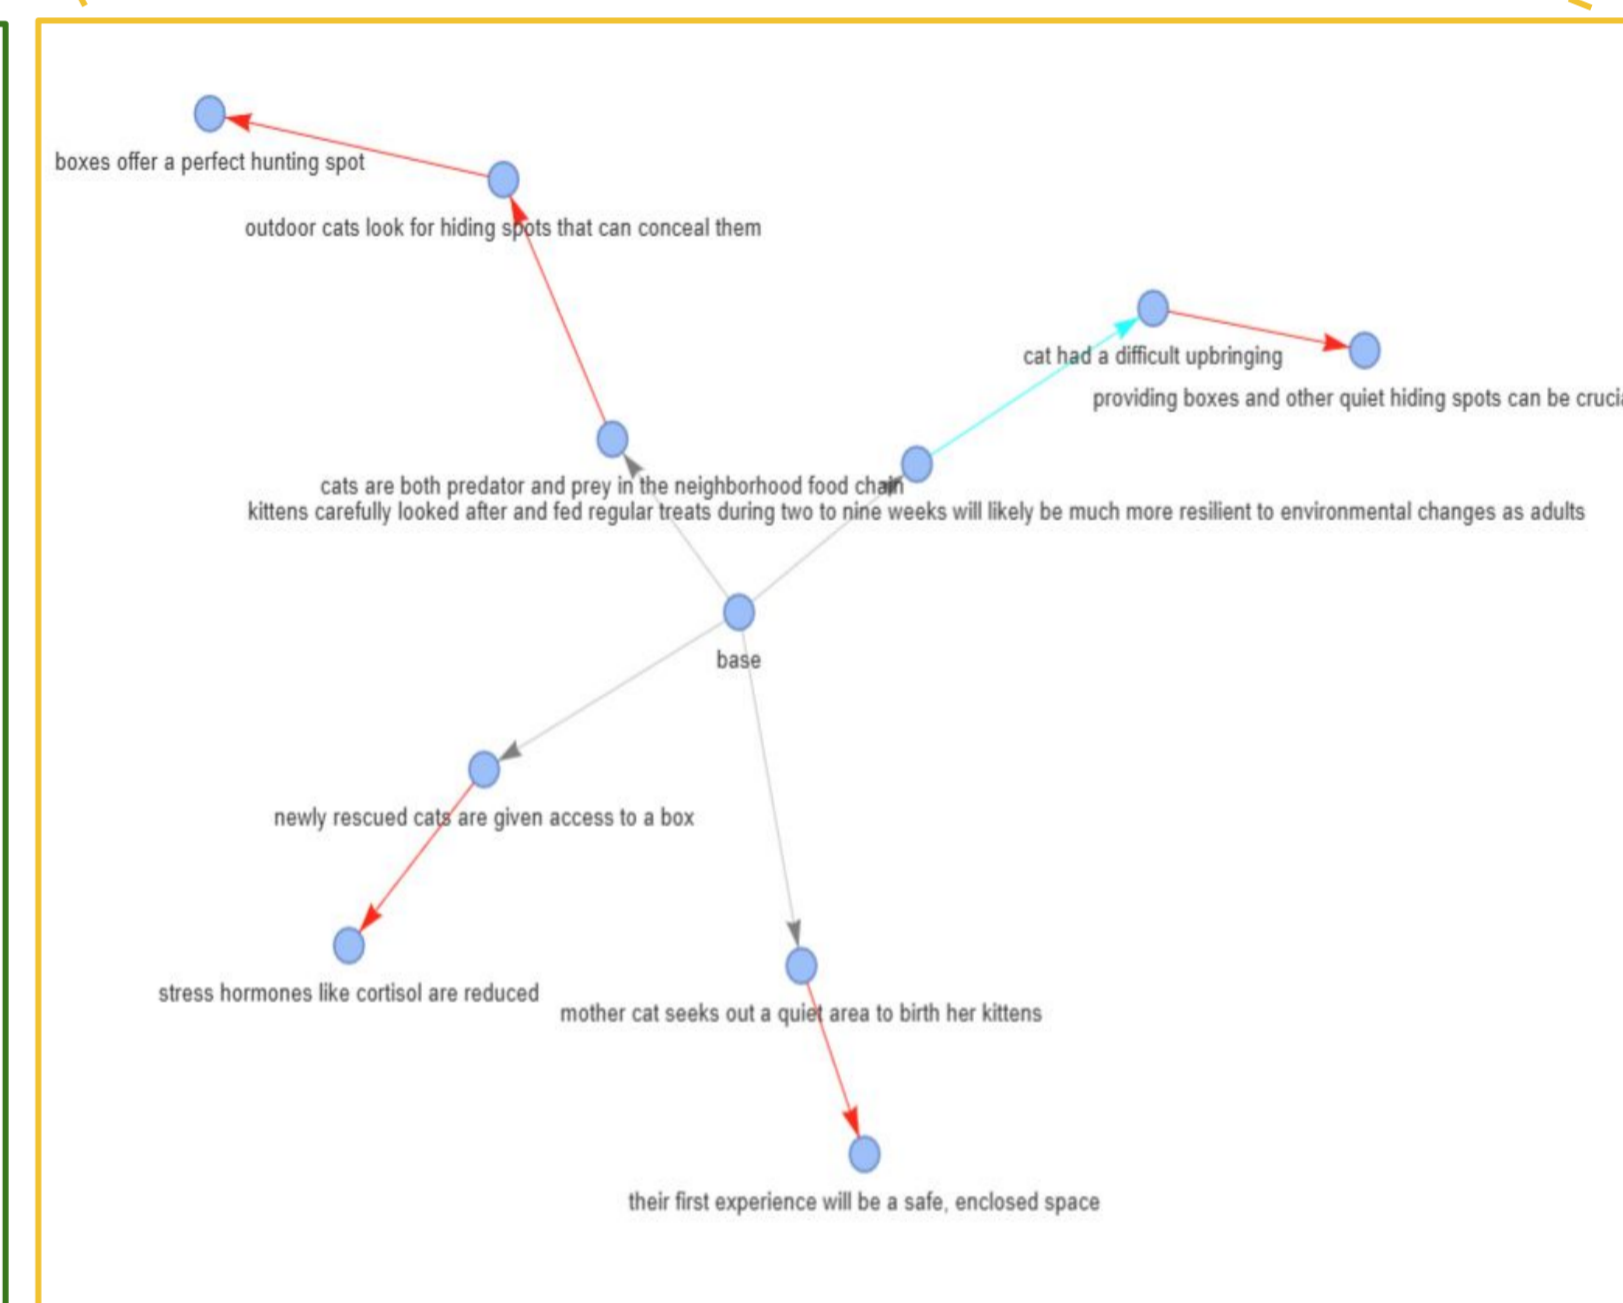 boxes offer a perfect hunting spot
outdoor cats look for hiding spots that can conceal them
cat had a difficult upbringing
providing boxes and other quiet hiding spots can be
cats are both predator and prey in the neighborhood food chain
kittens carefully looked after and fed regular treats during two to nine weeks will likely be much more resilient to environmental changes as adults
base
newly rescued cats are given access to a box
stress hormones like cortisol are reduced
mother cat seeks out a quiet area to birth her kittens
their first experience will be a safe, enclosed space